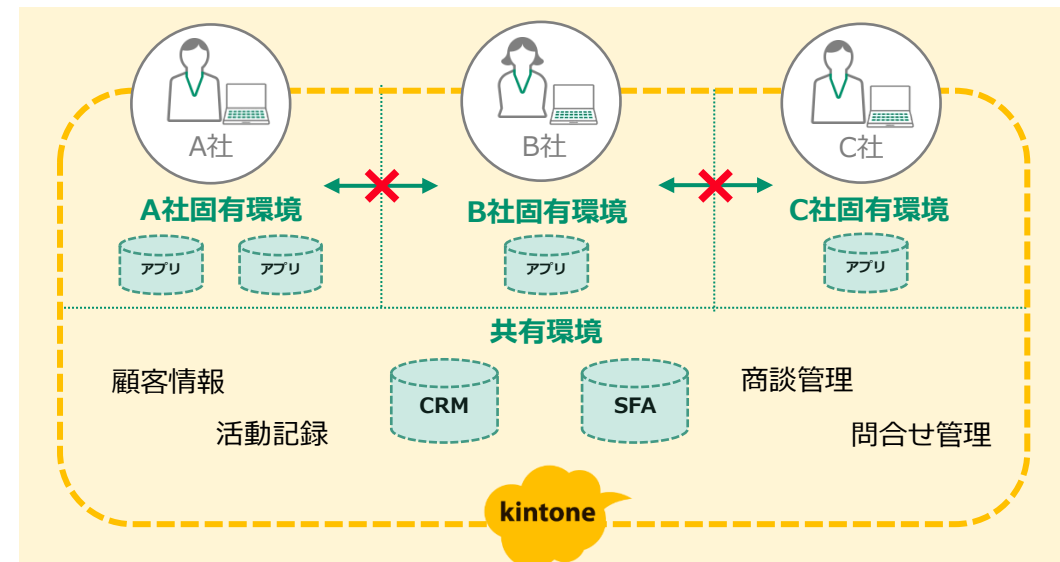 A社
B社
C社
A社固有環境
B社固有環境
C社固有環境
アプリ
アプリ
アプリ
アプリ
共有環境
顧客情報
活動記録
CRM
SFA
商談管理
問合せ管理
kintone